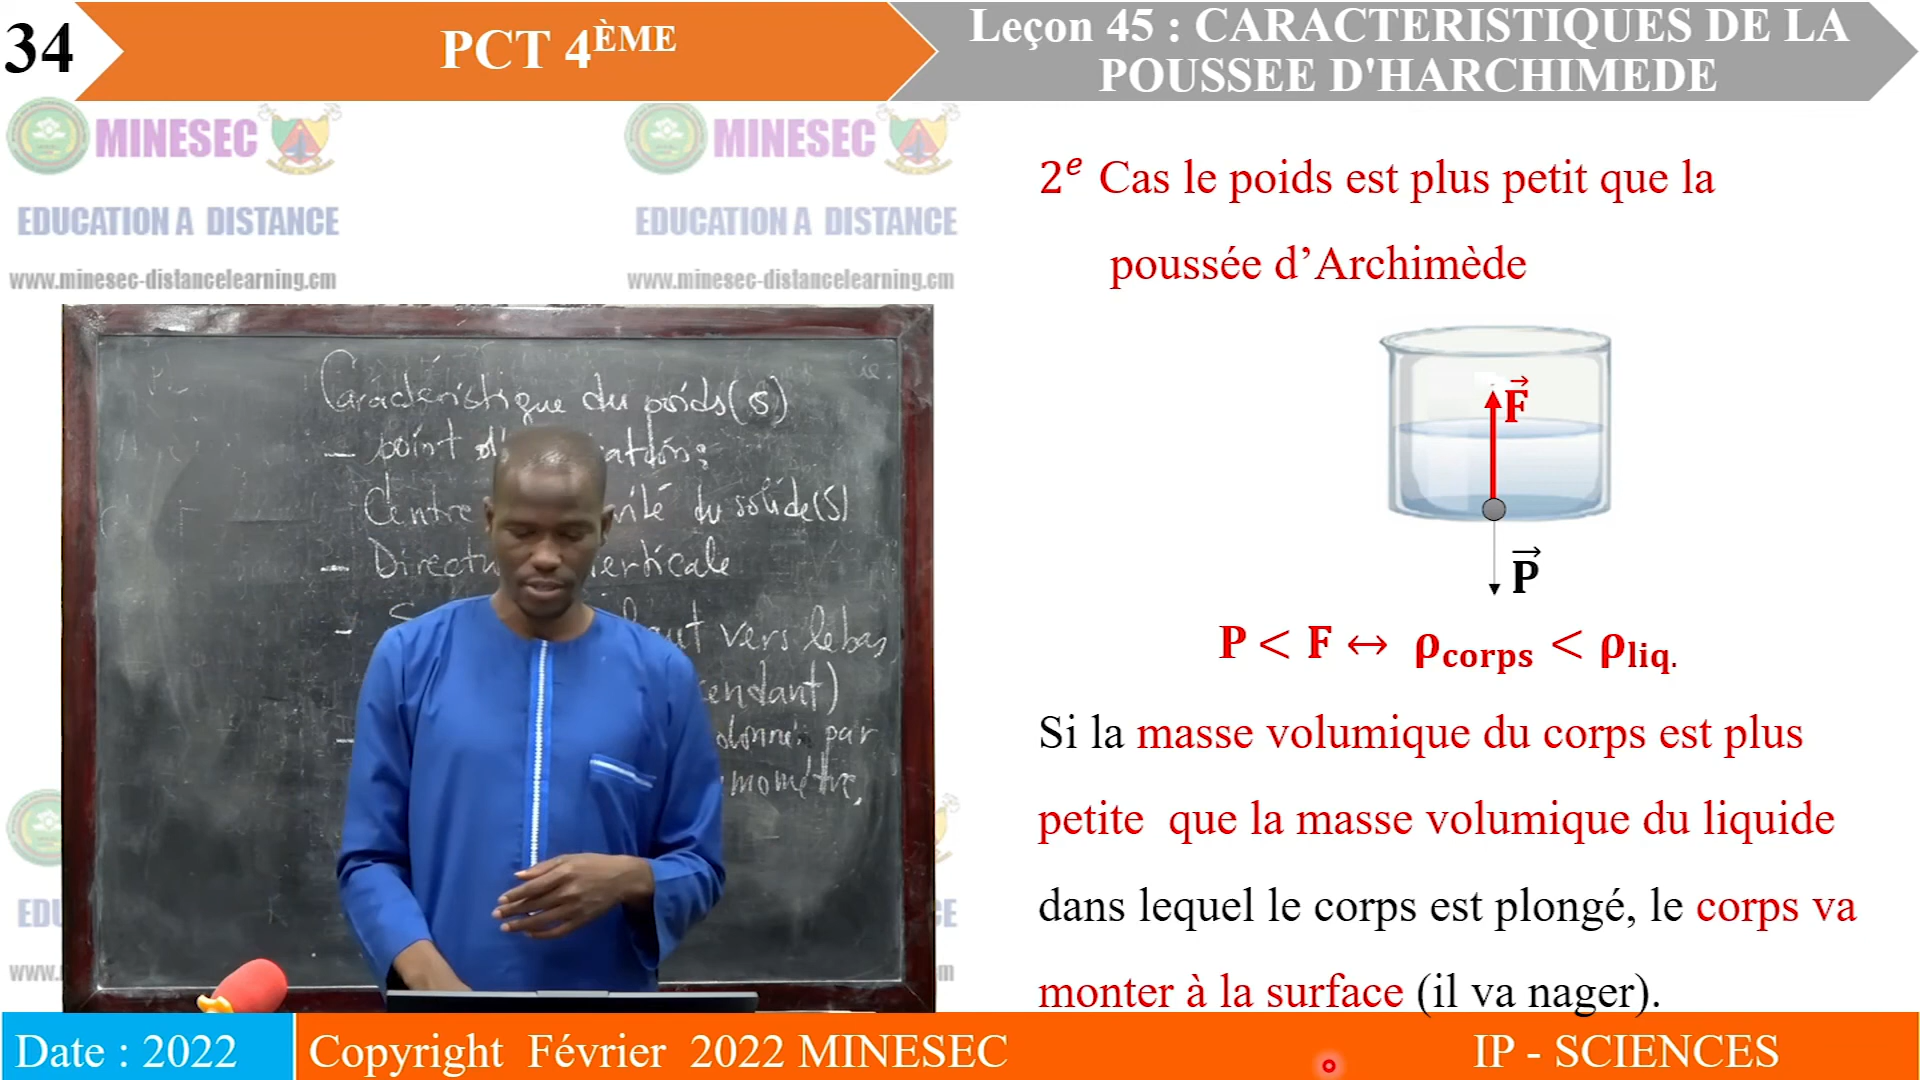 34
PCT 4ÈME
Leçon 45 : CARACTERISTIQUES DE LA
POUSSEE D'HARCHIMEDE
MINESEC
EDUCATION A DISTANCE
www.minesec-distancelearning.cm
MINESEC
EDUCATION A DISTANCE
www.minesec-distancelearning.cm
Caractéristique du poids(s)
– point
Centre du solide(S)
– verticale
vers le bas
donné par
2e Cas le poids est plus petit que la
poussée d’Archimède
F
P
P < F ↔ ρcorps < ρliq.
Si la masse volumique du corps est plus
petite que la masse volumique du liquide
dans lequel le corps est plongé, le corps va
monter à la surface (il va nager).
Date : 2022
Copyright Février 2022 MINESEC
IP - SCIENCES